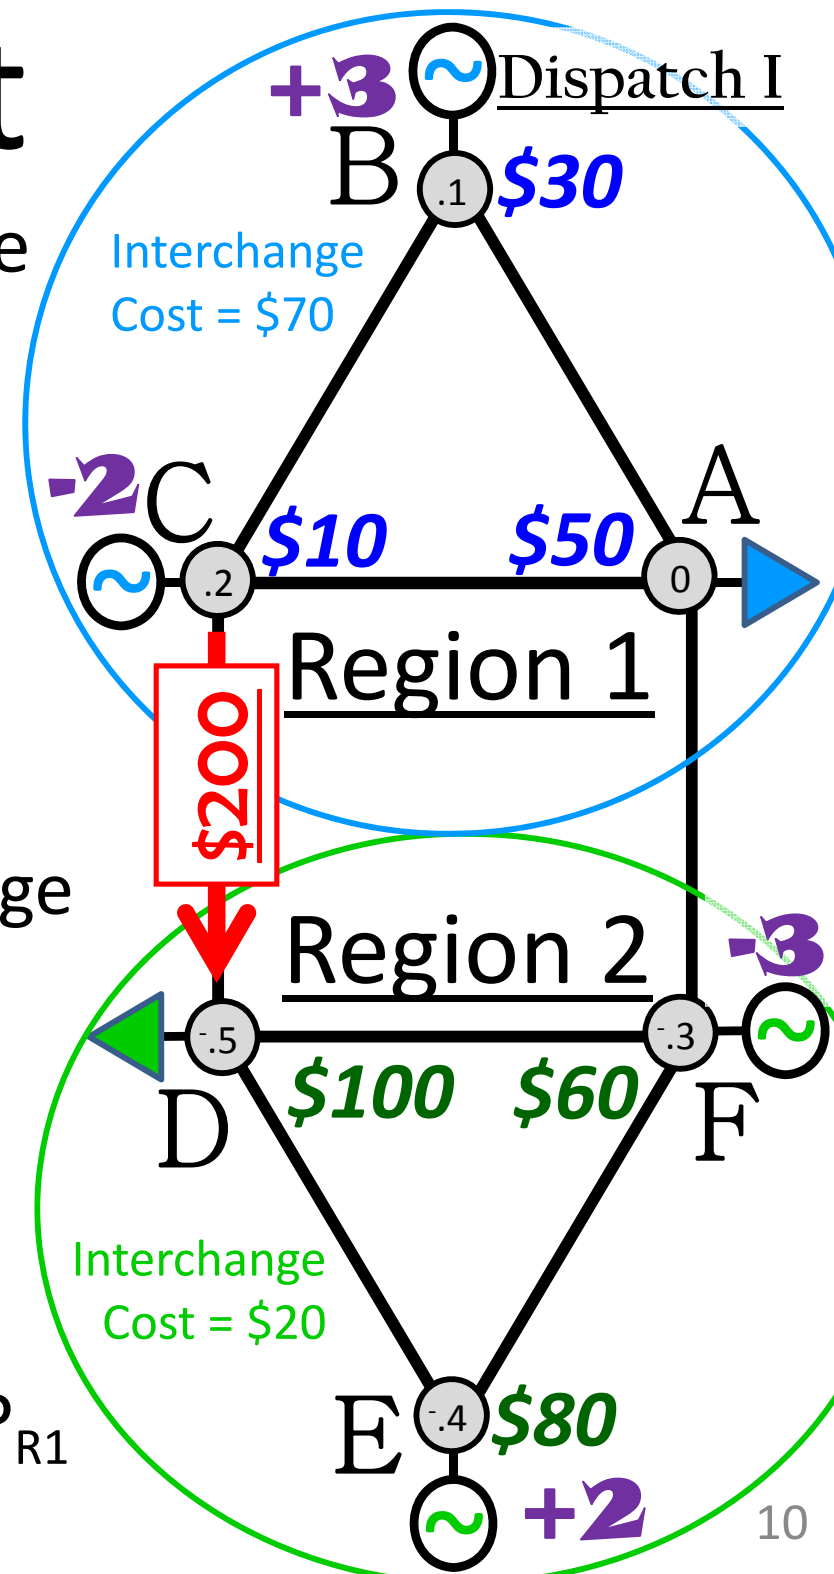 t
+3
Dispatch I
B
.1
$30
e
Interchange
Cost = $70
-2
C
A
$10
$50
.2
0
Region 1
$200
ge
Region 2
-3
-.5
-.3
$100
$60
D
F
Interchange
Cost = $20
E
-.4
$80
R1
+2
10